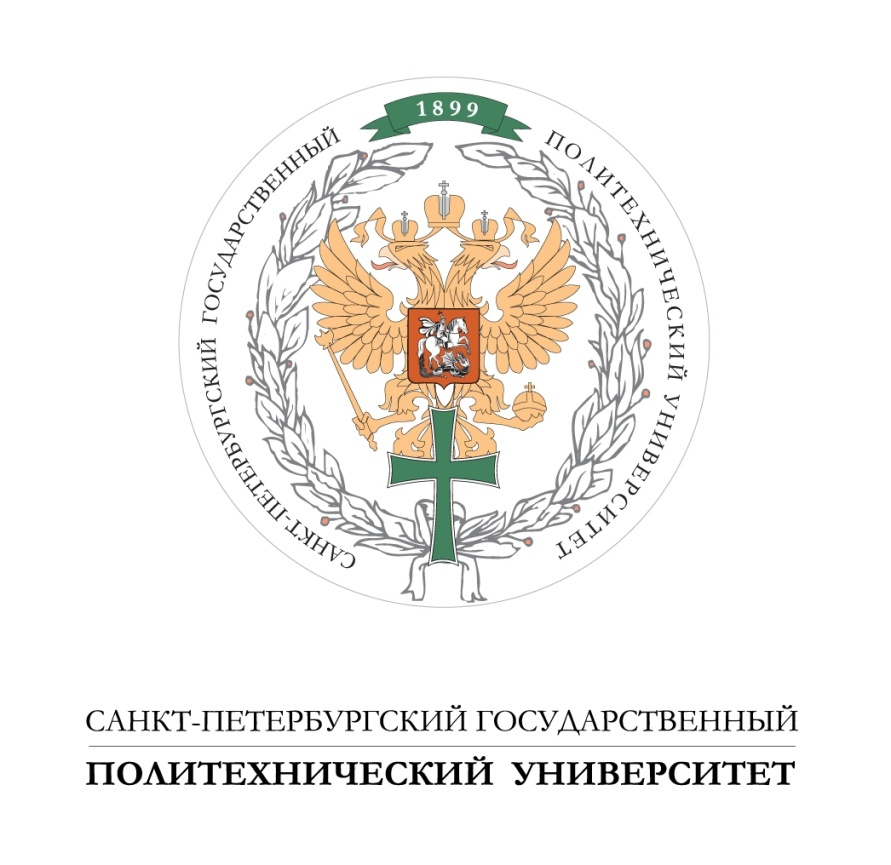 1899
САНКТ-ПЕТЕРБУРГСКИЙ ГОСУДАРСТВЕННЫЙ
ПОЛИТЕХНИЧЕСКИЙ УНИВЕРСИТЕТ
САНКТ-ПЕТЕРБУРГСКИЙ ГОСУДАРСТВЕННЫЙ
ПОЛИТЕХНИЧЕСКИЙ УНИВЕРСИТЕТ